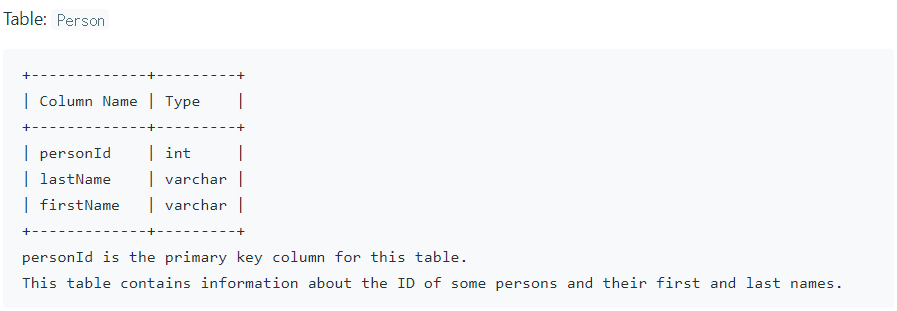 Table: Person
+-------------+---------+
| Column Name | Type    |
+-------------+---------+
| personId    | int     |
| lastName    | varchar |
| firstName   | varchar |
+-------------+---------+
personId is the primary key column for this table.
This table contains information about the ID of some persons and their first and last names.